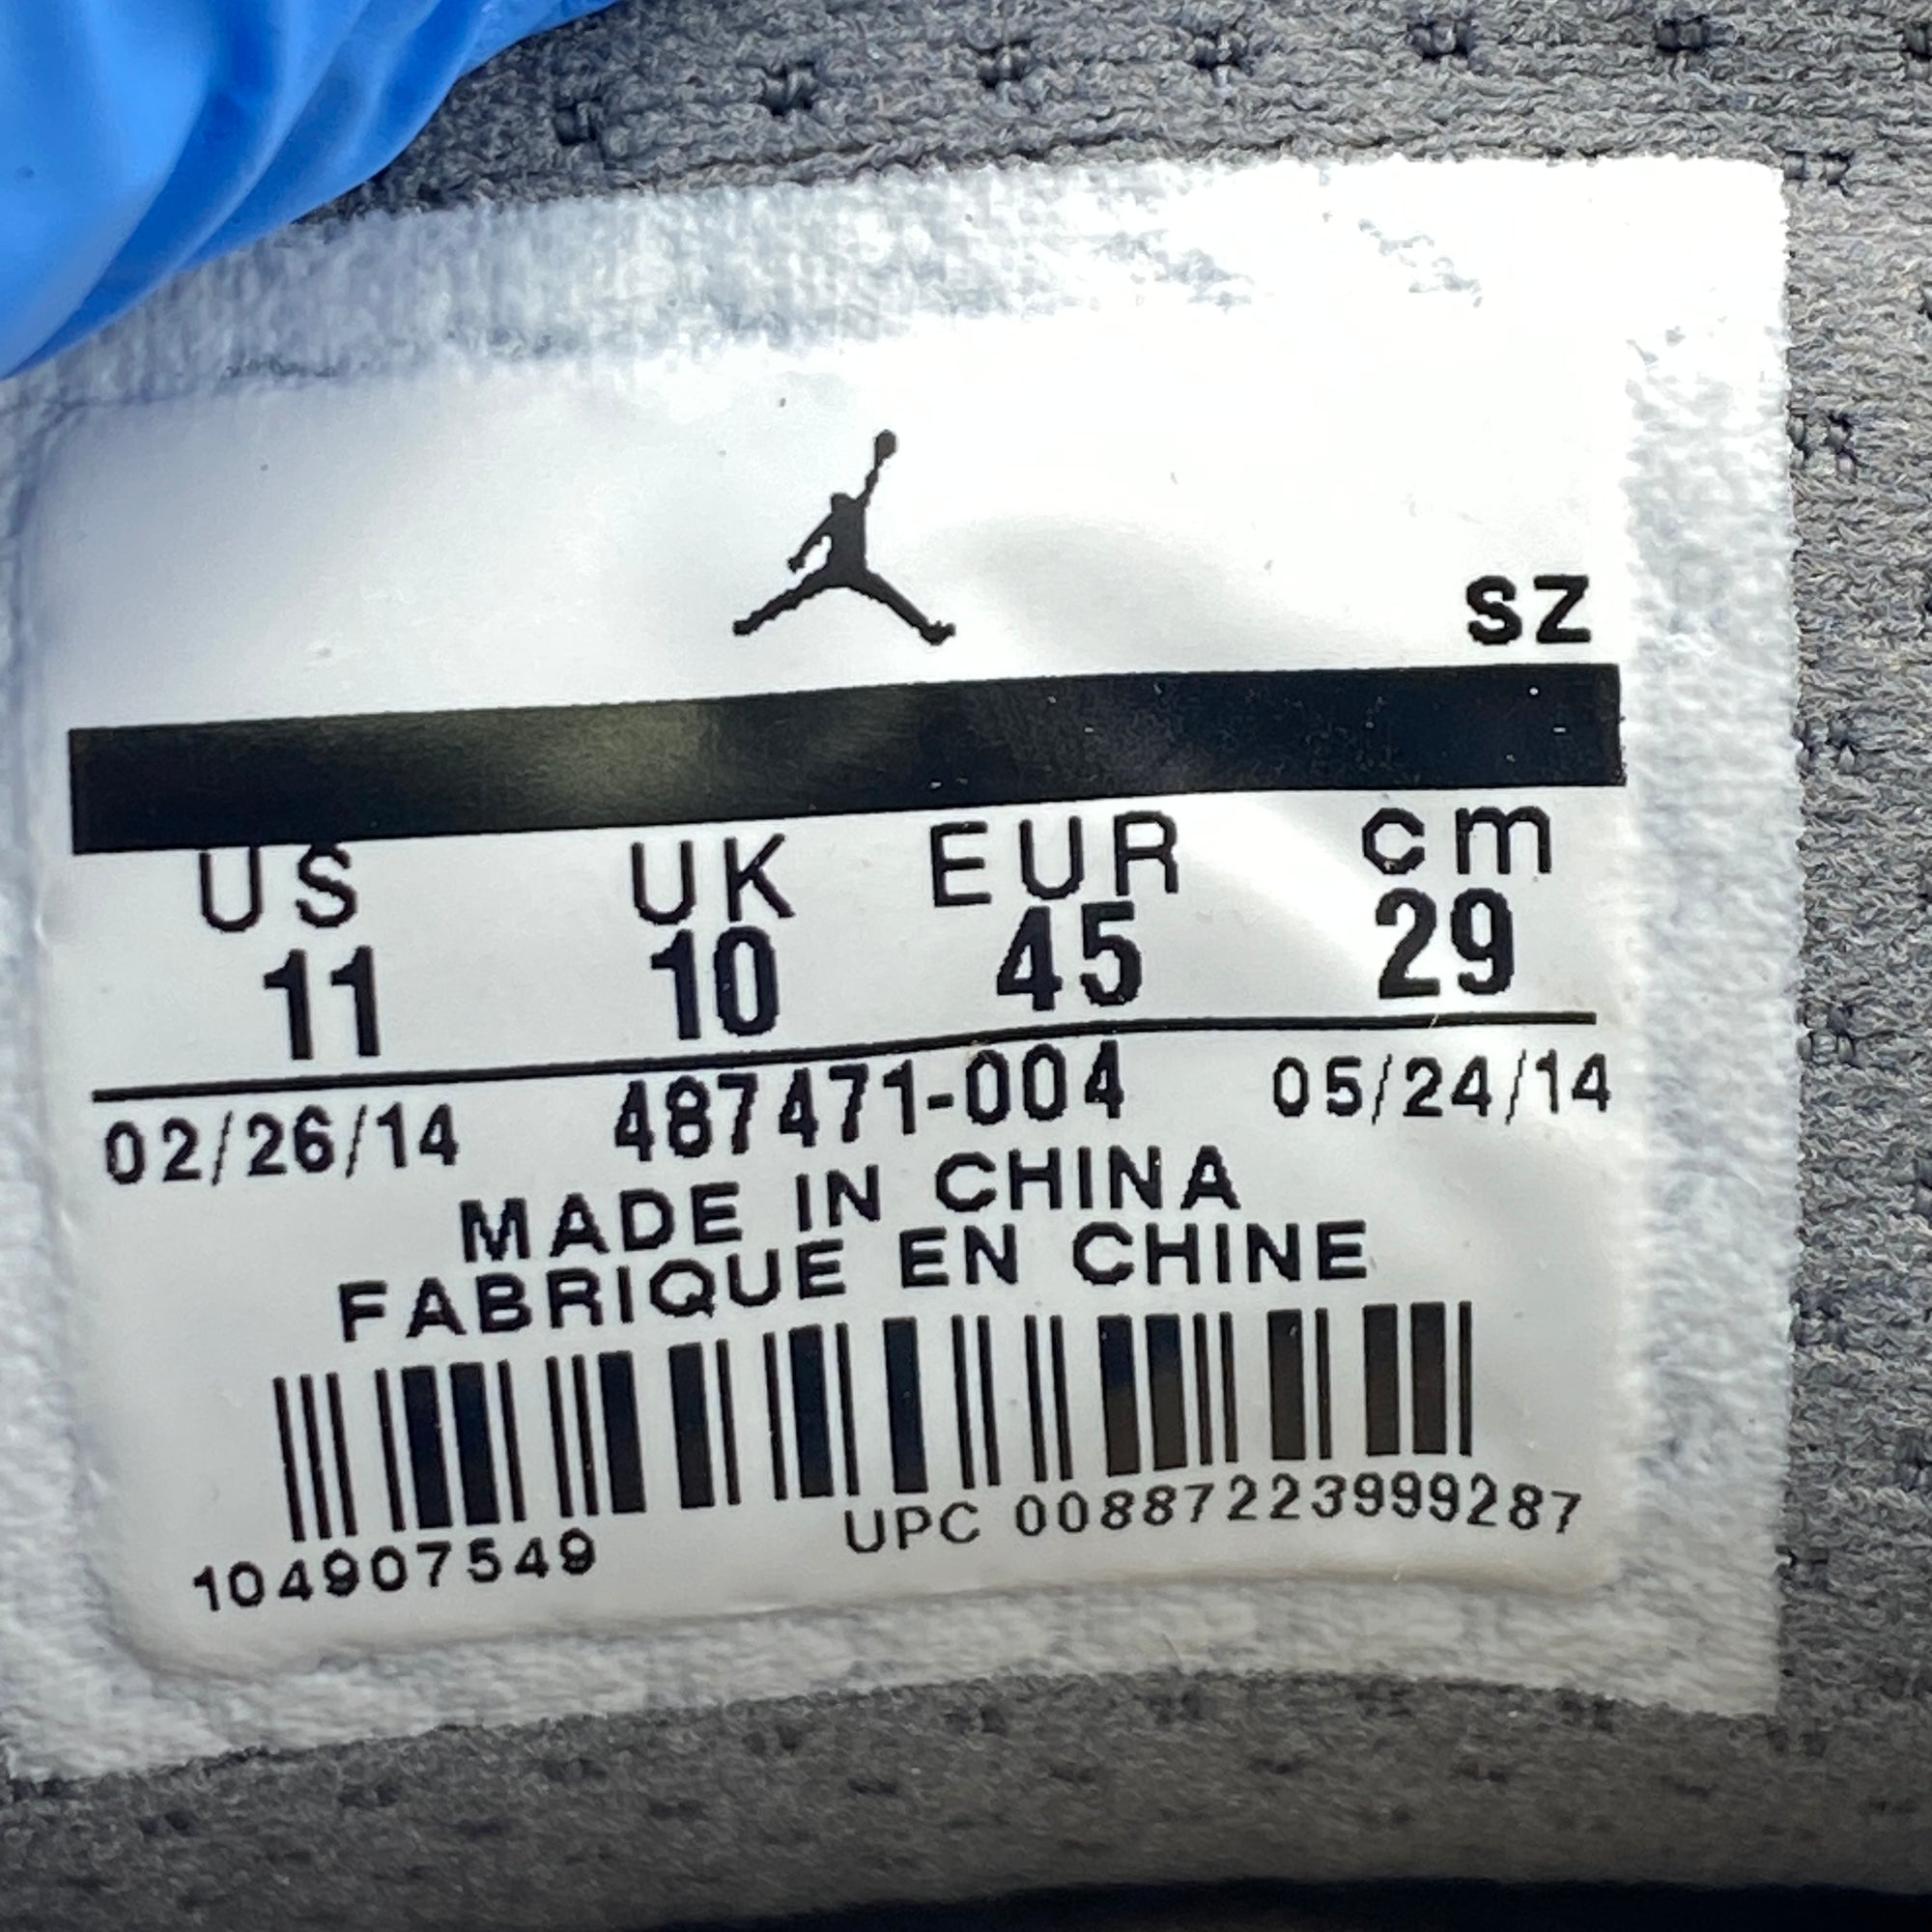 SZ
US UK EUR cm
11 10 45 29
02/26/14 487471-004 05/24/14
MADE IN CHINA
FABRIQUE EN CHINE
104907549 UPC 00887223999287